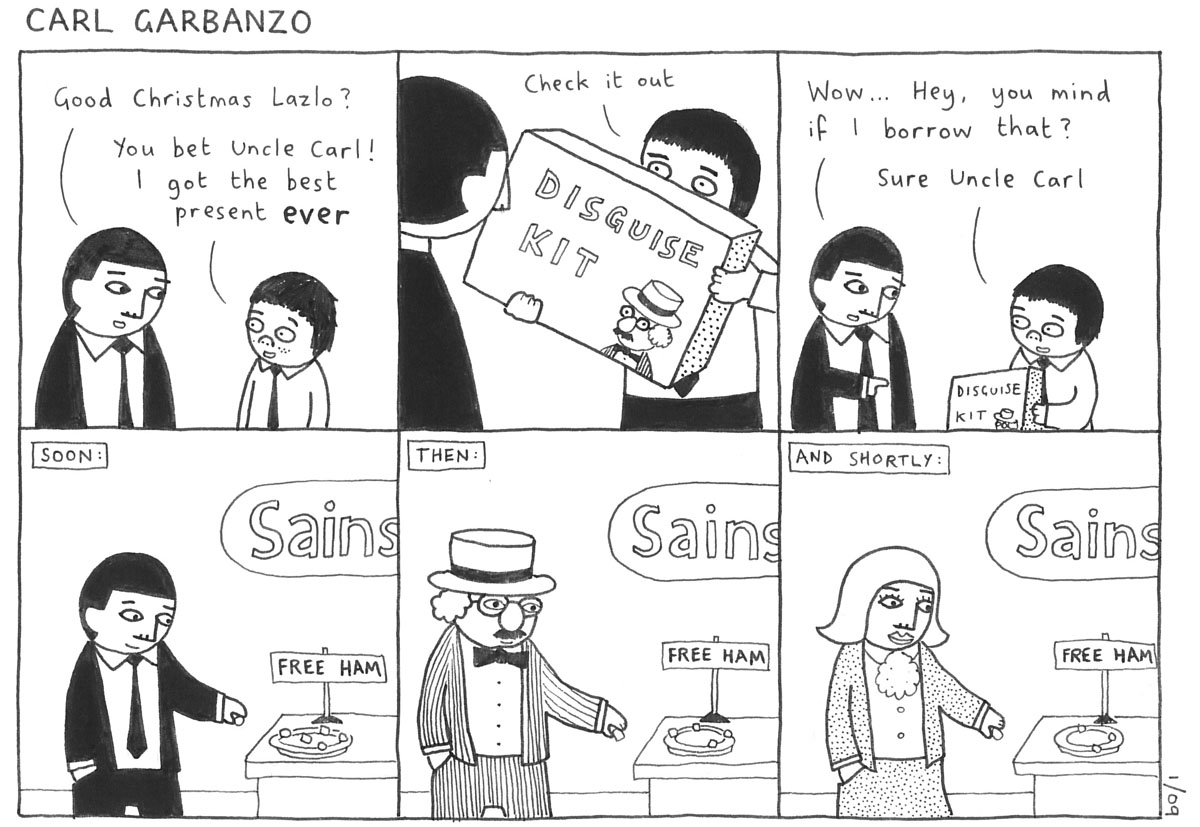 CARL GARBANZO
Good Christmas Lazlo?
You bet Uncle Carl!
I got the best
present ever
Check it out
DISGUISE
KIT
Wow... Hey, you mind
if I borrow that?
Sure Uncle Carl
DISGUISE
KIT
SOON:
Sains
FREE HAM
THEN:
Sains
FREE HAM
AND SHORTLY:
Sains
FREE HAM
1/09